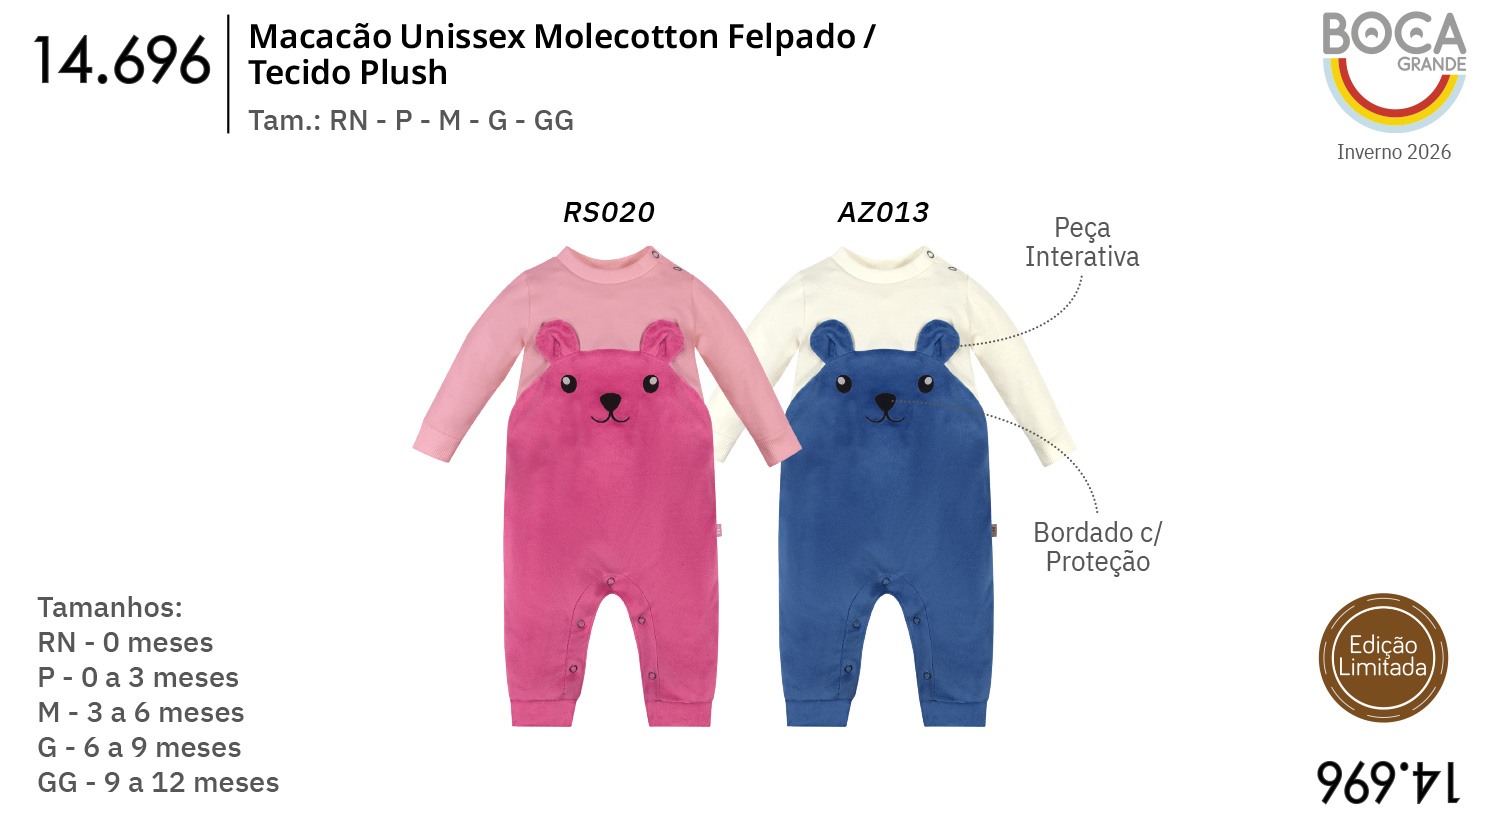 14.696
Macacão Unissex Molecotton Felpado /
Tecido Plush
Tam.: RN - P - M - G - GG
BOCA
GRANDE
Inverno 2026
RS020
AZ013
Peça
Interativa
Bordado c/
Proteção
Tamanhos:
RN - 0 meses
P - 0 a 3 meses
M - 3 a 6 meses
G - 6 a 9 meses
GG - 9 a 12 meses
Edição
Limitada
14.696